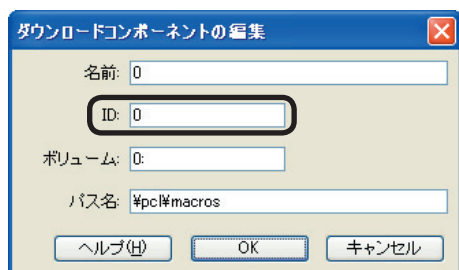 ダウンロードコンポーネントの編集
名前: 0
ID: 0
ボリューム: 0:
パス名: ¥pcl¥macros
ヘルプ(H) OK キャンセル